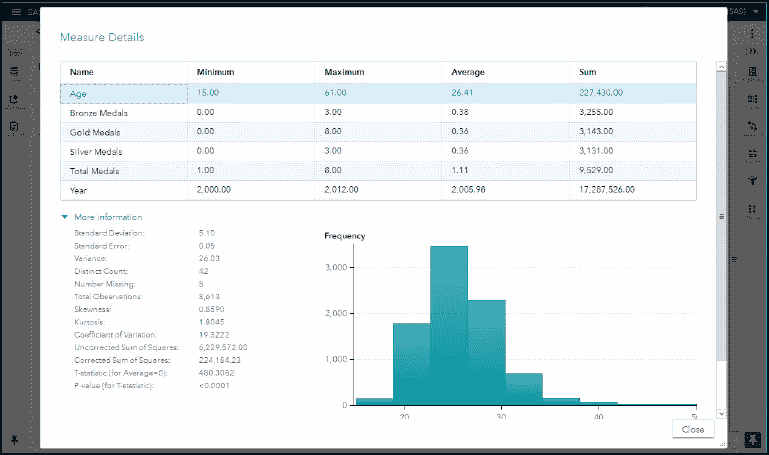 SAS
Measure Details
Name Minimum Maximum Average Sum
Age 15.00 61.00 26.41 227,430.00
Bronze Medals 0.00 3.00 0.38 3,255.00
Gold Medals 0.00 8.00 0.36 3,143.00
Silver Medals 0.00 3.00 0.36 3,131.00
Total Medals 1.00 8.00 1.11 9,529.00
Year 2,000.00 2,012.00 2,005.98 17,287,526.00
More information
Standard Deviation: 5.10
Standard Error: 0.05
Variance: 26.03
Distinct Count: 42
Number Missing: 5
Total Observations: 8,613
Skewness: 0.8590
Kurtosis: 1.8045
Coefficient of Variation: 19.3222
Uncorrected Sum of Squares: 6,229,572.00
Corrected Sum of Squares: 224,184.23
T-statistic (for Average=0): 480.3082
P-value (for T-statistic): <0.0001
Frequency
3,000
2,000
1,000
0
20 30 40
Close